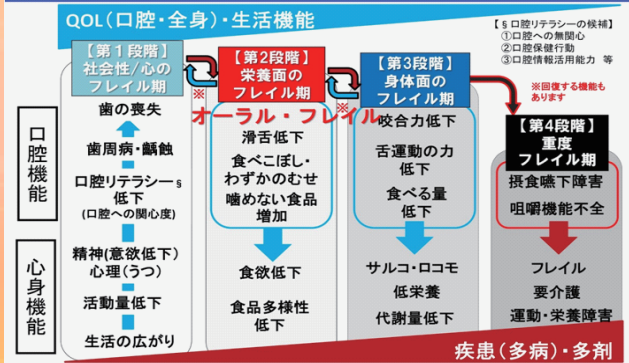 QOL(口腔・全身)・生活機能
【§口腔リテラシーの候補】
①口腔への無関心
②口腔保健行動
③口腔情報活用能力 等
【第1段階】
社会性/心の
フレイル期
【第2段階】
栄養面の
フレイル期
【第3段階】
身体面の
フレイル期
※回復する機能も
あります
【第4段階】
重度
フレイル期
※
※
オーラル・フレイル
口腔機能
歯の喪失
歯周病・齲蝕
口腔リテラシー§
低下
(口腔への関心度)
滑舌低下
食べこぼし・
わずかのむせ
噛めない食品
増加
咬合力低下
舌運動の力
低下
食べる量
低下
摂食嚥下障害
咀嚼機能不全
心身機能
精神(意欲低下)
心理(うつ)
活動量低下
生活の広がり
食欲低下
食品多様性
低下
サルコ・ロコモ
低栄養
代謝量低下
フレイル
要介護
運動・栄養障害
疾患(多病)・多剤